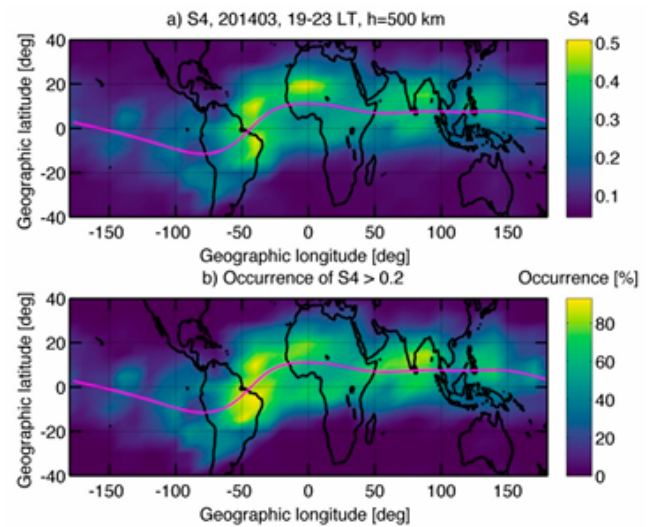 a) S4, 201403, 19-23 LT, h=500 km
S4
Geographic latitude [deg]
40
20
0
-20
-40
0.5
0.4
0.3
0.2
0.1
-150 -100 -50 0 50 100 150
Geographic longitude [deg]
b) Occurrence of S4 > 0.2
Occurrence [%]
Geographic latitude [deg]
40
20
0
-20
-40
80
60
40
20
0
-150 -100 -50 0 50 100 150
Geographic longitude [deg]